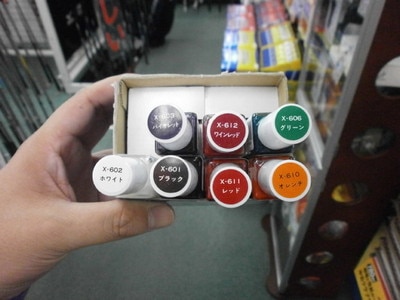 X-612
ワインレッド
X-606
グリーン
X-602
ホワイト
X-601
ブラック
X-611
レッド
X-610
オレンヂ